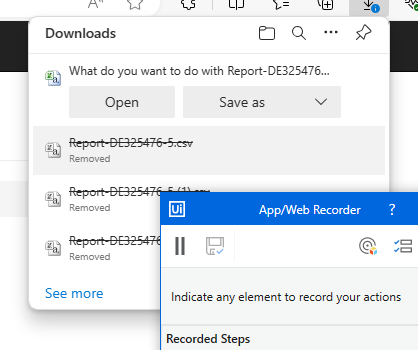 Downloads
What do you want to do with Report-DE325476...
Open
Save as
Report-DE325476-5.csv
Removed
Report-DE325476-5 (1).csv
Removed
Report-DE325476
Removed
See more
Ui
App/Web Recorder
?
Indicate any element to record your actions
Recorded Steps